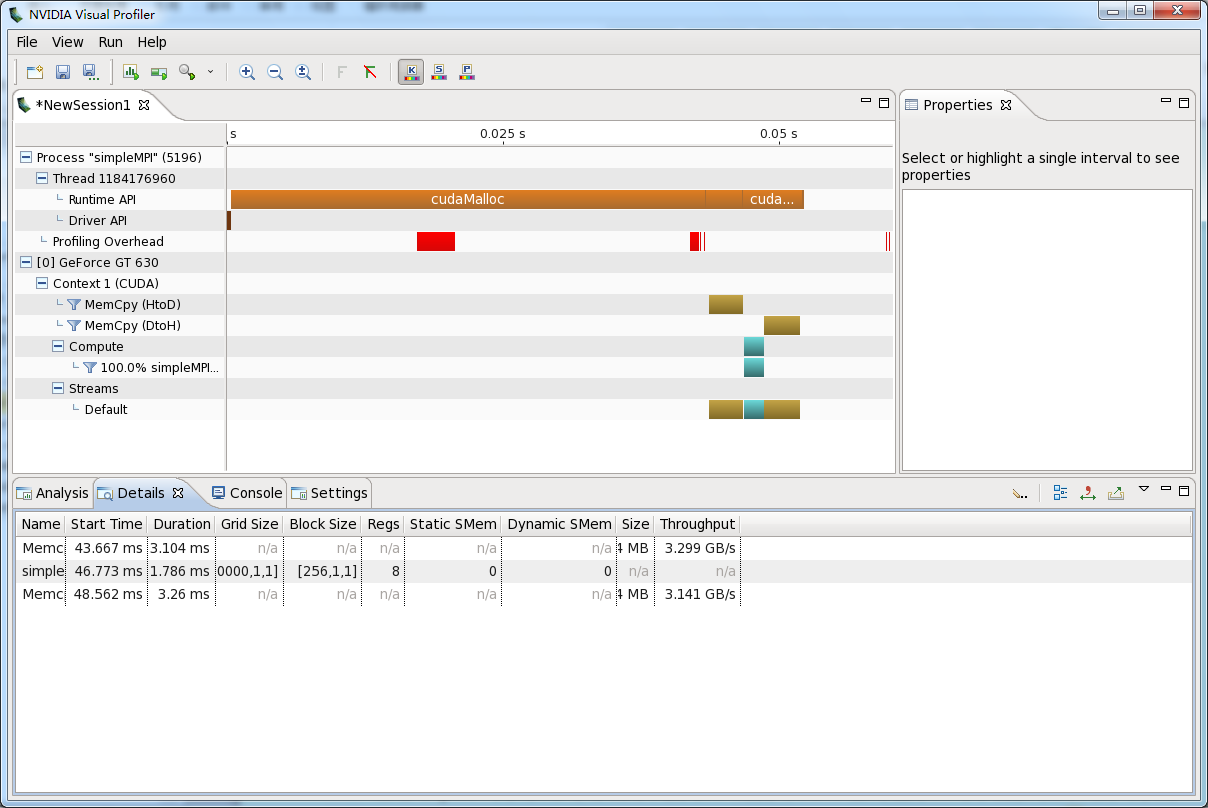 NVIDIA Visual Profiler
File View Run Help
*NewSession1
s 0.025 s 0.05 s
Process "simpleMPI" (5196)
Thread 1184176960
Runtime API cudaMalloc cuda...
Driver API
Profiling Overhead
[0] GeForce GT 630
Context 1 (CUDA)
MemCpy (HtoD)
MemCpy (DtoH)
Compute
100.0% simpleMPI...
Streams
Default
Properties
Select or highlight a single interval to see
properties
Analysis Details Console Settings
Name Start Time Duration Grid Size Block Size Regs Static SMem Dynamic SMem Size Throughput
Memc 43.667 ms 3.104 ms n/a n/a n/a n/a n/a MB 3.299 GB/s
simple 46.773 ms 1.786 ms 0000,1,1] [256,1,1] 8 0 0 n/a n/a
Memc 48.562 ms 3.26 ms n/a n/a n/a n/a n/a MB 3.141 GB/s